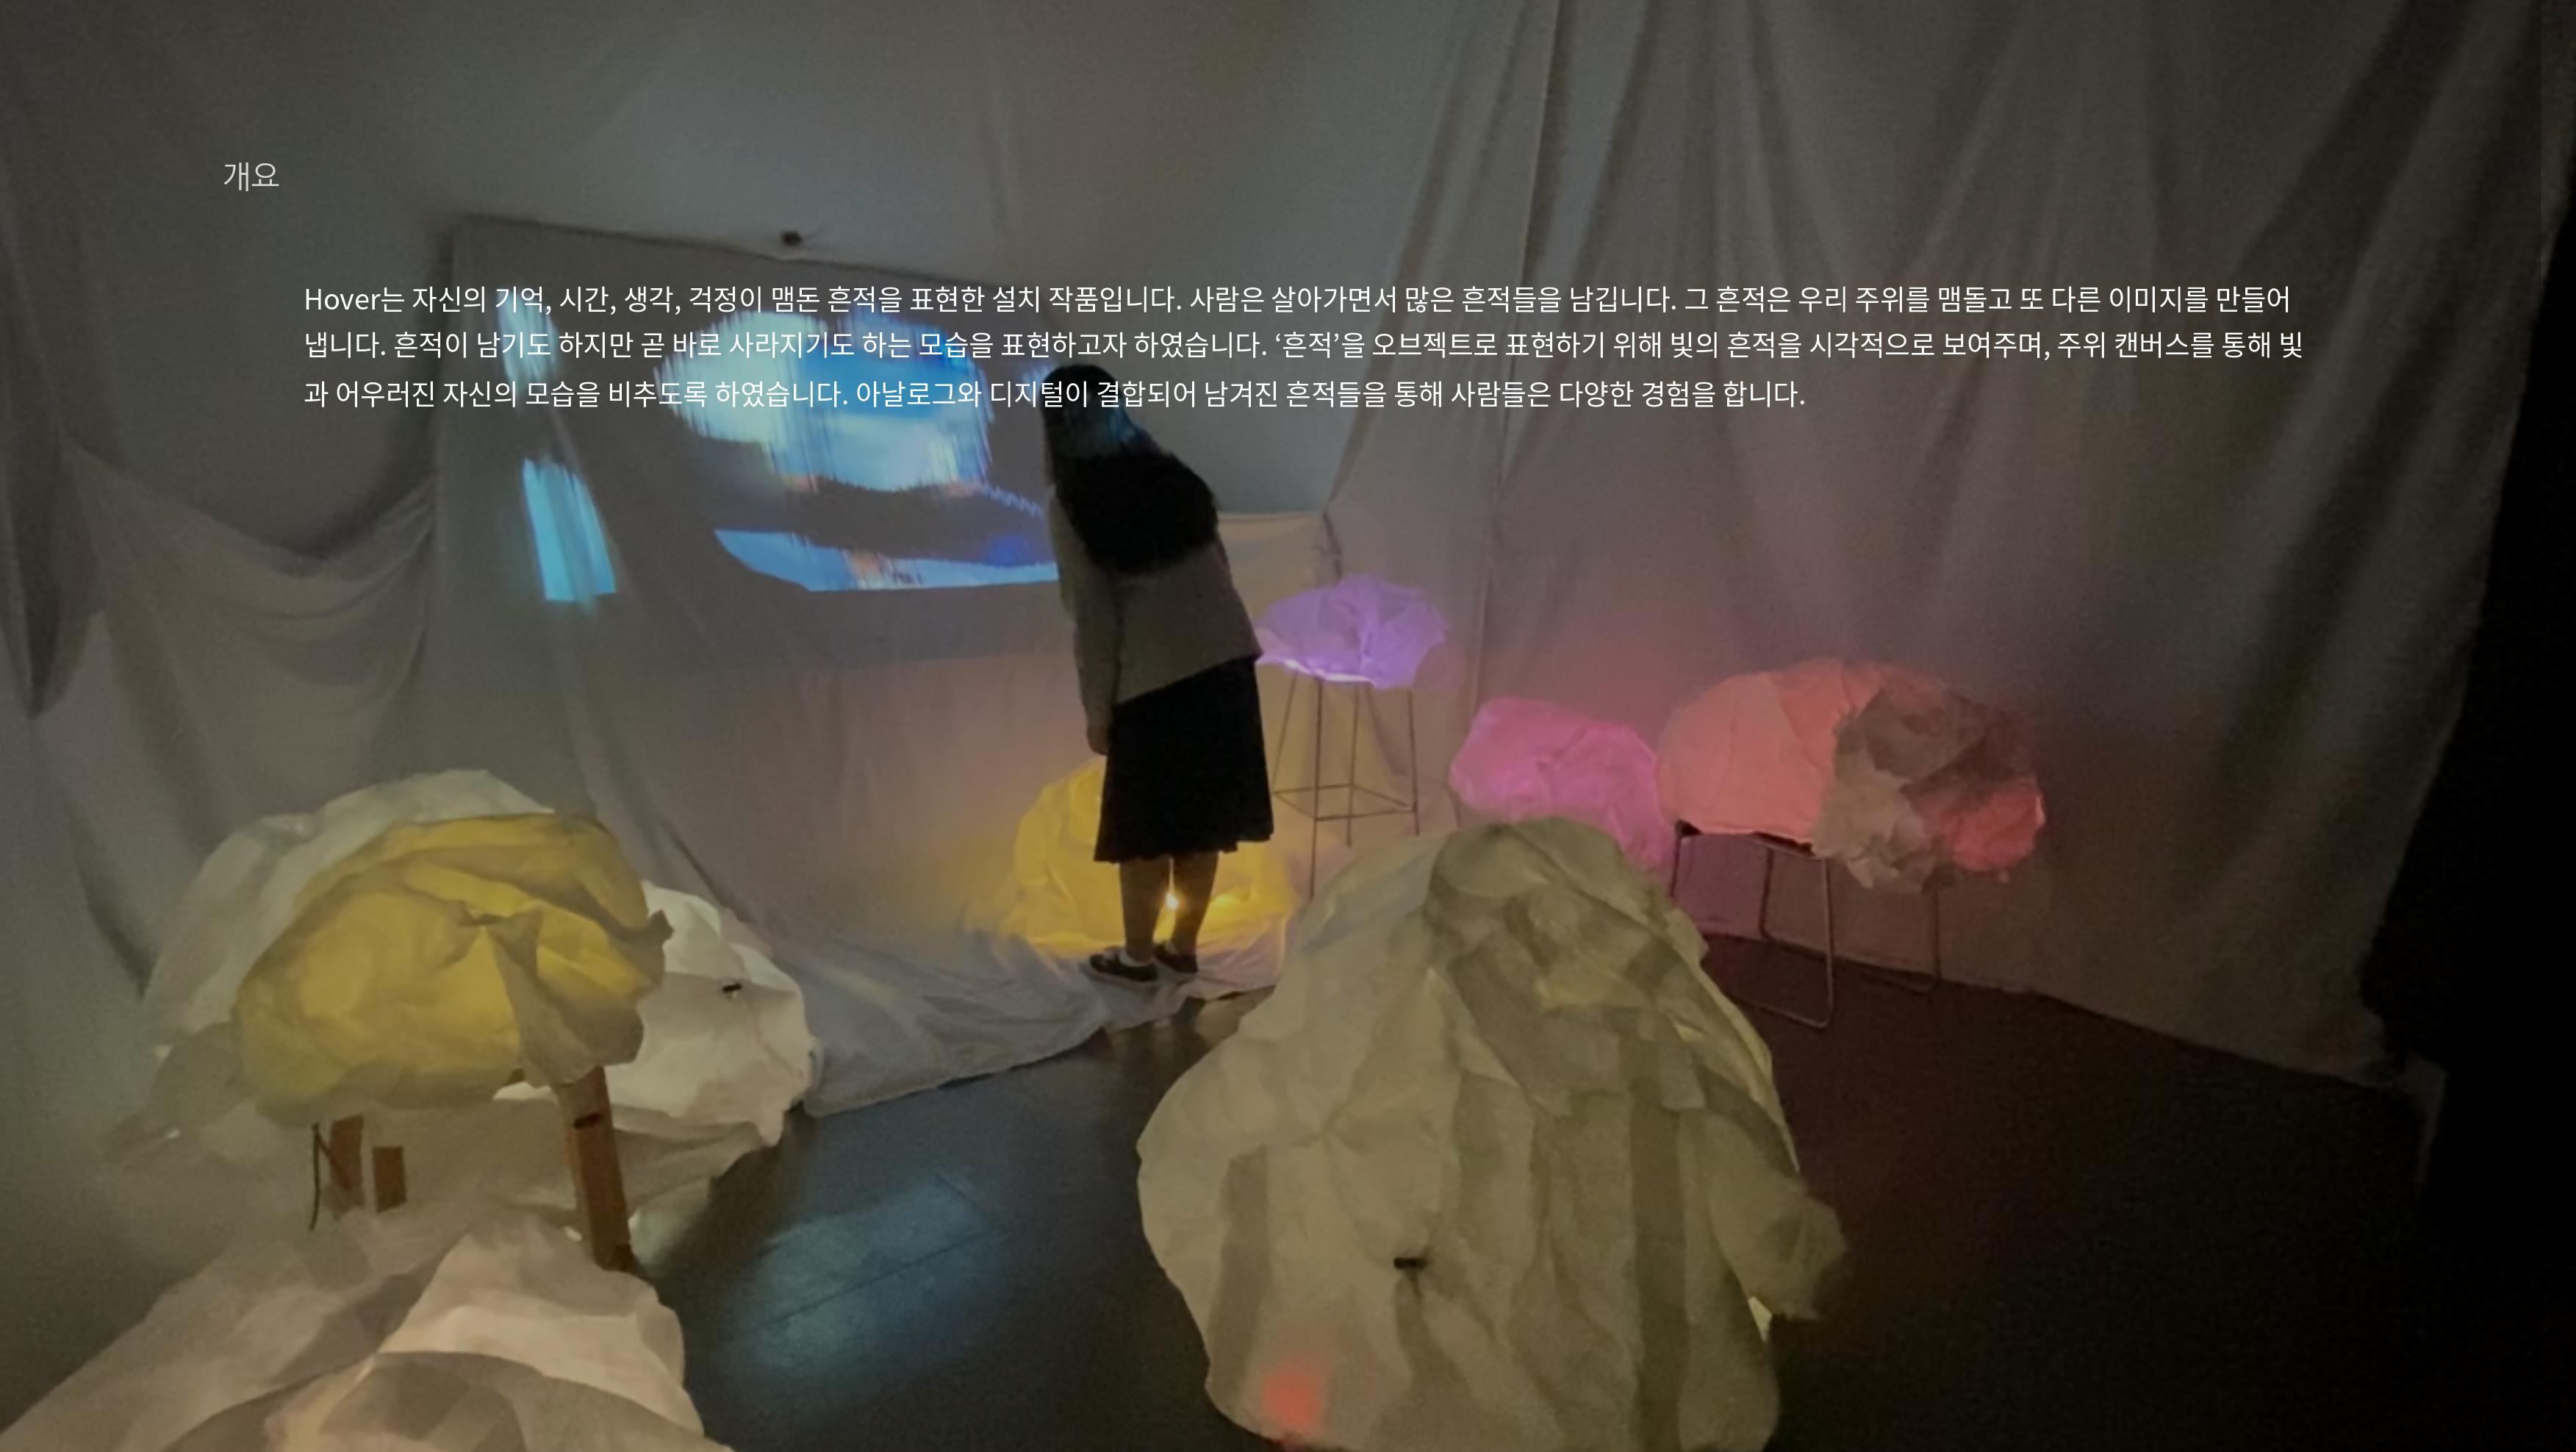 개요
Hover는 자신의 기억, 시간, 생각, 걱정이 맴돈 흔적을 표현한 설치 작품입니다. 사람은 살아가면서 많은 흔적들을 남깁니다. 그 흔적은 우리 주위를 맴돌고 또 다른 이미지를 만들어
냅니다. 흔적이 남기도 하지만 곧 바로 사라지기도 하는 모습을 표현하고자 하였습니다. ‘흔적’을 오브젝트로 표현하기 위해 빛의 흔적을 시각적으로 보여주며, 주위 캔버스를 통해 빛
과 어우러진 자신의 모습을 비추도록 하였습니다. 아날로그와 디지털이 결합되어 남겨진 흔적들을 통해 사람들은 다양한 경험을 합니다.